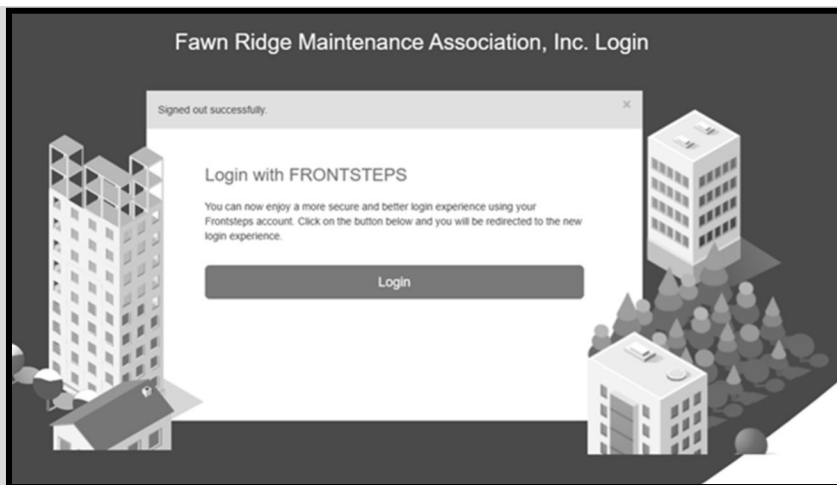 Fawn Ridge Maintenance Association, Inc. Login
Signed out successfully.
×
Login with FRONTSTEPS
You can now enjoy a more secure and better login experience using your
Frontsteps account. Click on the button below and you will be redirected to the new
login experience.
Login